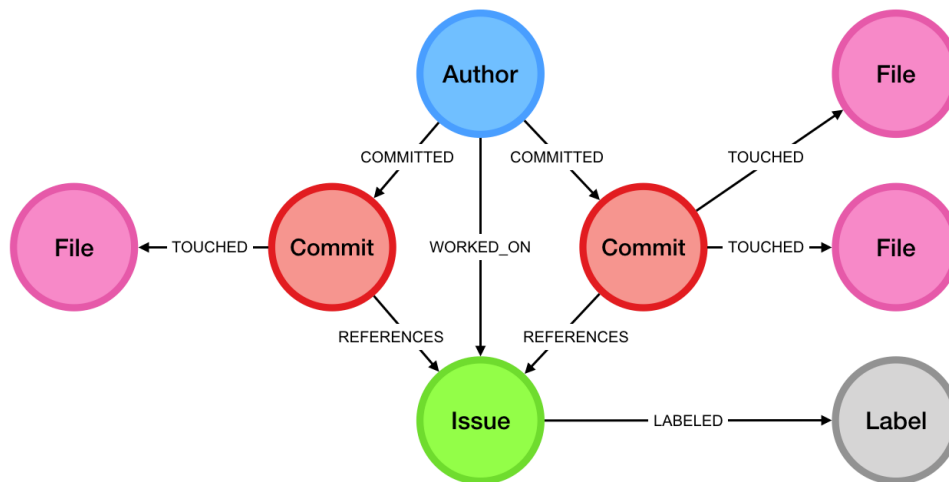 Author
File
COMMITTED
COMMITTED
TOUCHED
File
TOUCHED
Commit
WORKED_ON
Commit
TOUCHED
File
REFERENCES
REFERENCES
Issue
LABELED
Label